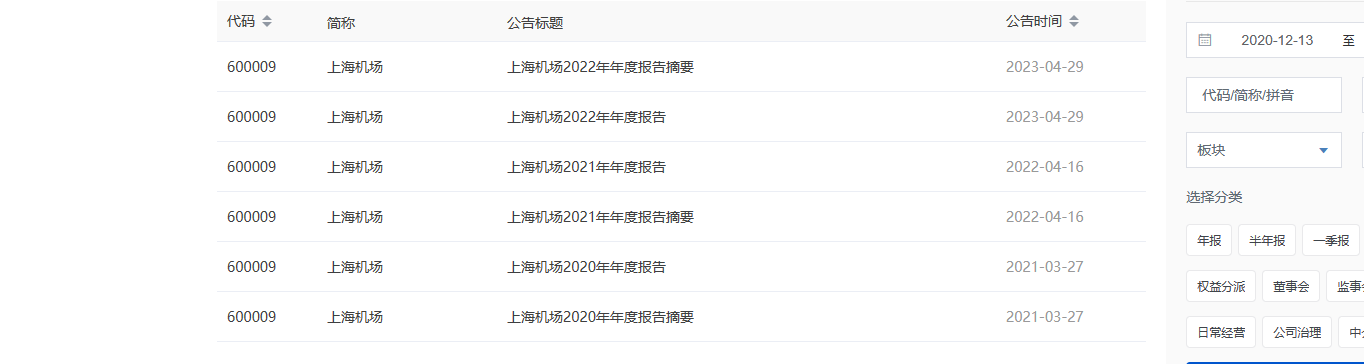 代码 简称 公告标题 公告时间
600009 上海机场 上海机场2022年年度报告摘要 2023-04-29
600009 上海机场 上海机场2022年年度报告 2023-04-29
600009 上海机场 上海机场2021年年度报告 2022-04-16
600009 上海机场 上海机场2021年年度报告摘要 2022-04-16
600009 上海机场 上海机场2020年年度报告 2021-03-27
600009 上海机场 上海机场2020年年度报告摘要 2021-03-27
2020-12-13 至
代码/简称/拼音
板块
选择分类
年报 半年报 一季报
权益分派 董事会 监事
日常经营 公司治理 中